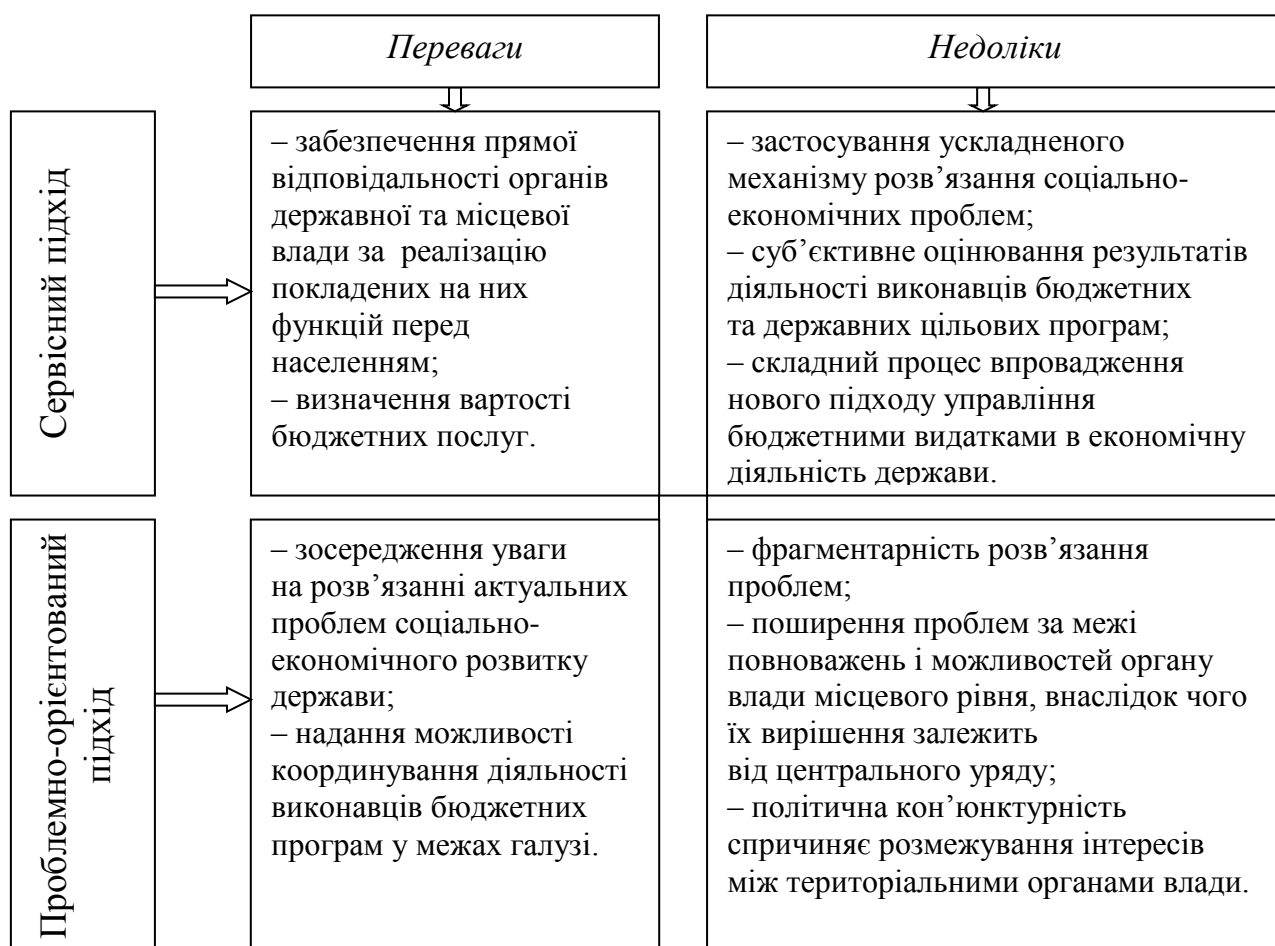 Переваги
Недоліки
Сервісний підхід
– забезпечення прямої
відповідальності органів
державної та місцевої
влади за реалізацію
покладених на них
функцій перед
населенням;
– визначення вартості
бюджетних послуг.
– застосування ускладненого
механізму розв’язання соціально-
економічних проблем;
– суб’єктивне оцінювання результатів
діяльності виконавців бюджетних
та державних цільових програм;
– складний процес впровадження
нового підходу управління
бюджетними видатками в економічну
діяльність держави.
Проблемно-орієнтований
підхід
– зосередження уваги
на розв’язанні актуальних
проблем соціально-
економічного розвитку
держави;
– надання можливості
координування діяльності
виконавців бюджетних
програм у межах галузі.
– фрагментарність розв’язання
проблем;
– поширення проблем за межі
повноважень і можливостей органу
влади місцевого рівня, внаслідок чого
їх вирішення залежить
від центрального уряду;
– політична кон’юнктурність
спричиняє розмежування інтересів
між територіальними органами влади.